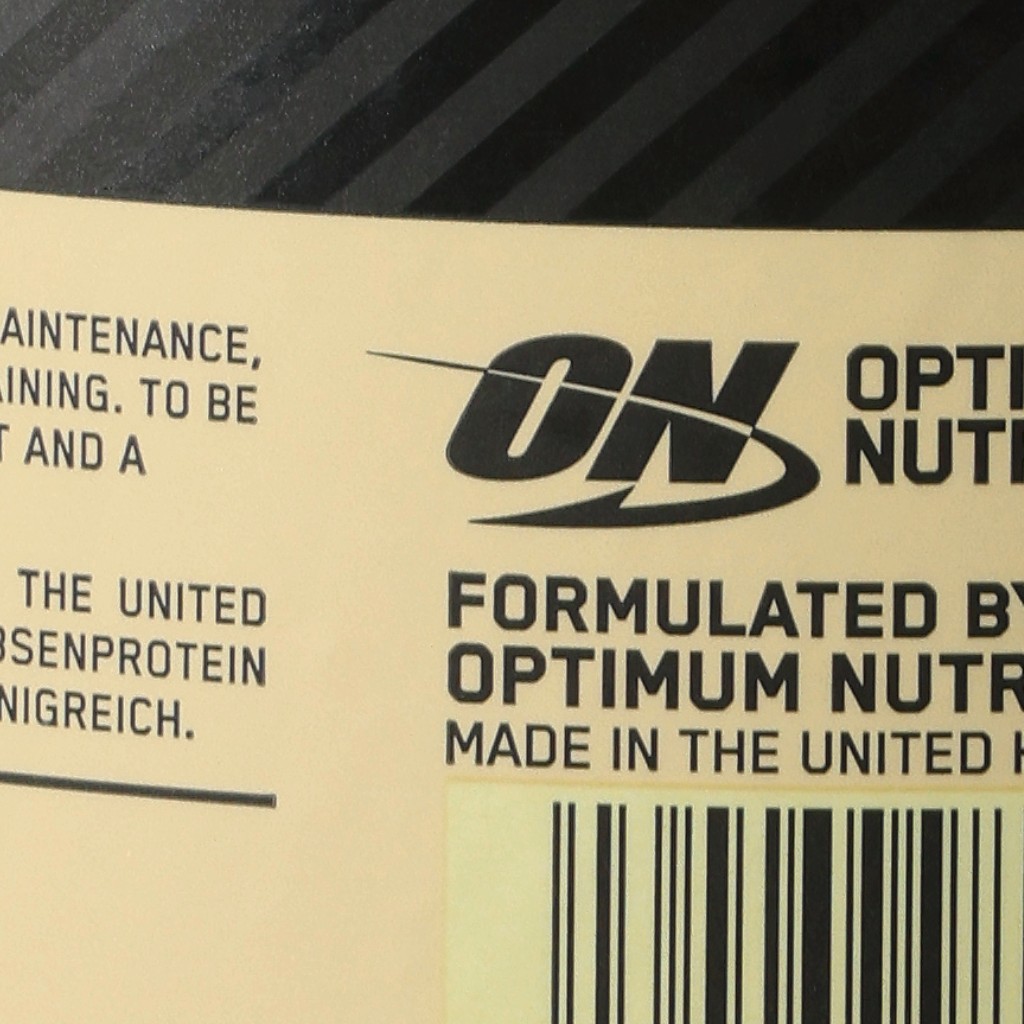 AINTENANCE,
AINING. TO BE
T AND A
THE UNITED
BSENPROTEIN
NIGREICH.
ON
OPTI
NUTR
FORMULATED BY
OPTIMUM NUTR
MADE IN THE UNITED K